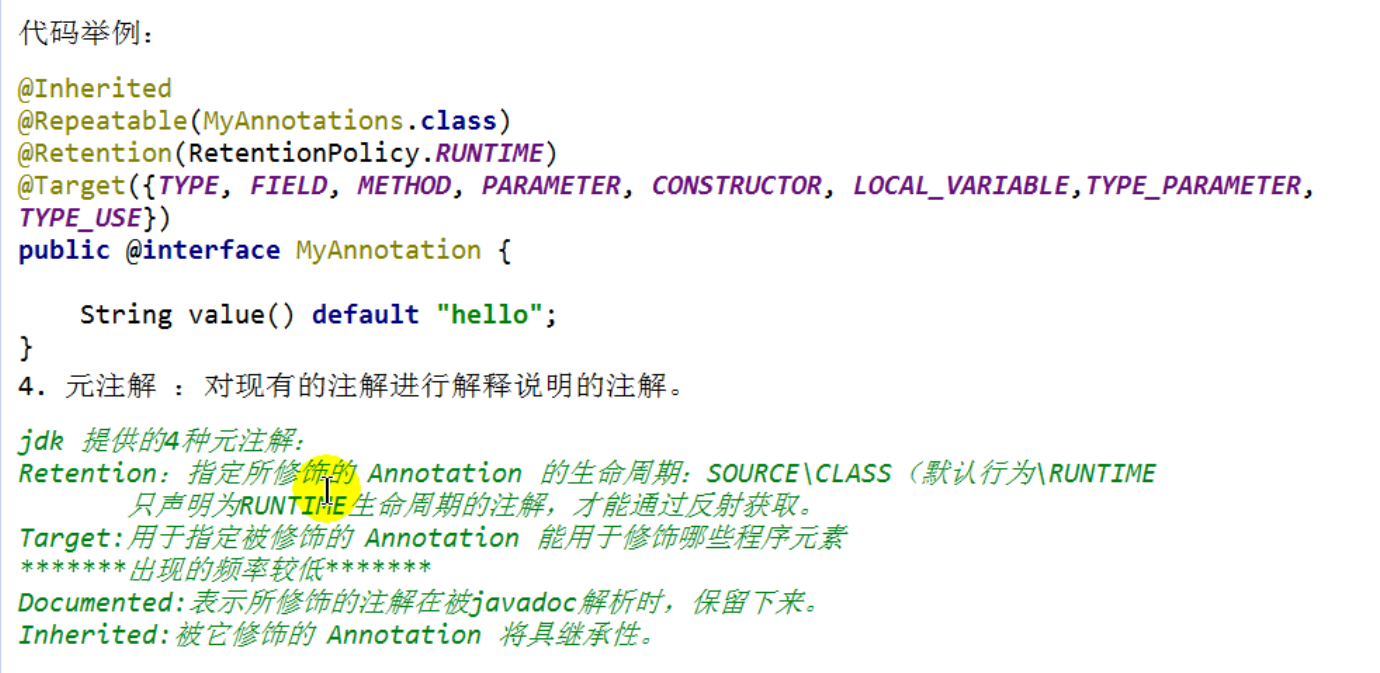 代码举例：
@Inherited
@Repeatable(MyAnnotations.class)
@Retention(RetentionPolicy.RUNTIME)
@Target({TYPE, FIELD, METHOD, PARAMETER, CONSTRUCTOR, LOCAL_VARIABLE,TYPE_PARAMETER,
TYPE_USE})
public @interface MyAnnotation {
    String value() default "hello";
}
4. 元注解 ：对现有的注解进行解释说明的注解。
jdk 提供的4种元注解：
Retention：指定所修饰的 Annotation 的生命周期：SOURCE\CLASS（默认行为\RUNTIME
只声明为RUNTIME生命周期的注解，才能通过反射获取。
Target:用于指定被修饰的 Annotation 能用于修饰哪些程序元素
*******出现的频率较低*******
Documented:表示所修饰的注解在被javadoc解析时，保留下来。
Inherited:被它修饰的 Annotation 将具继承性。